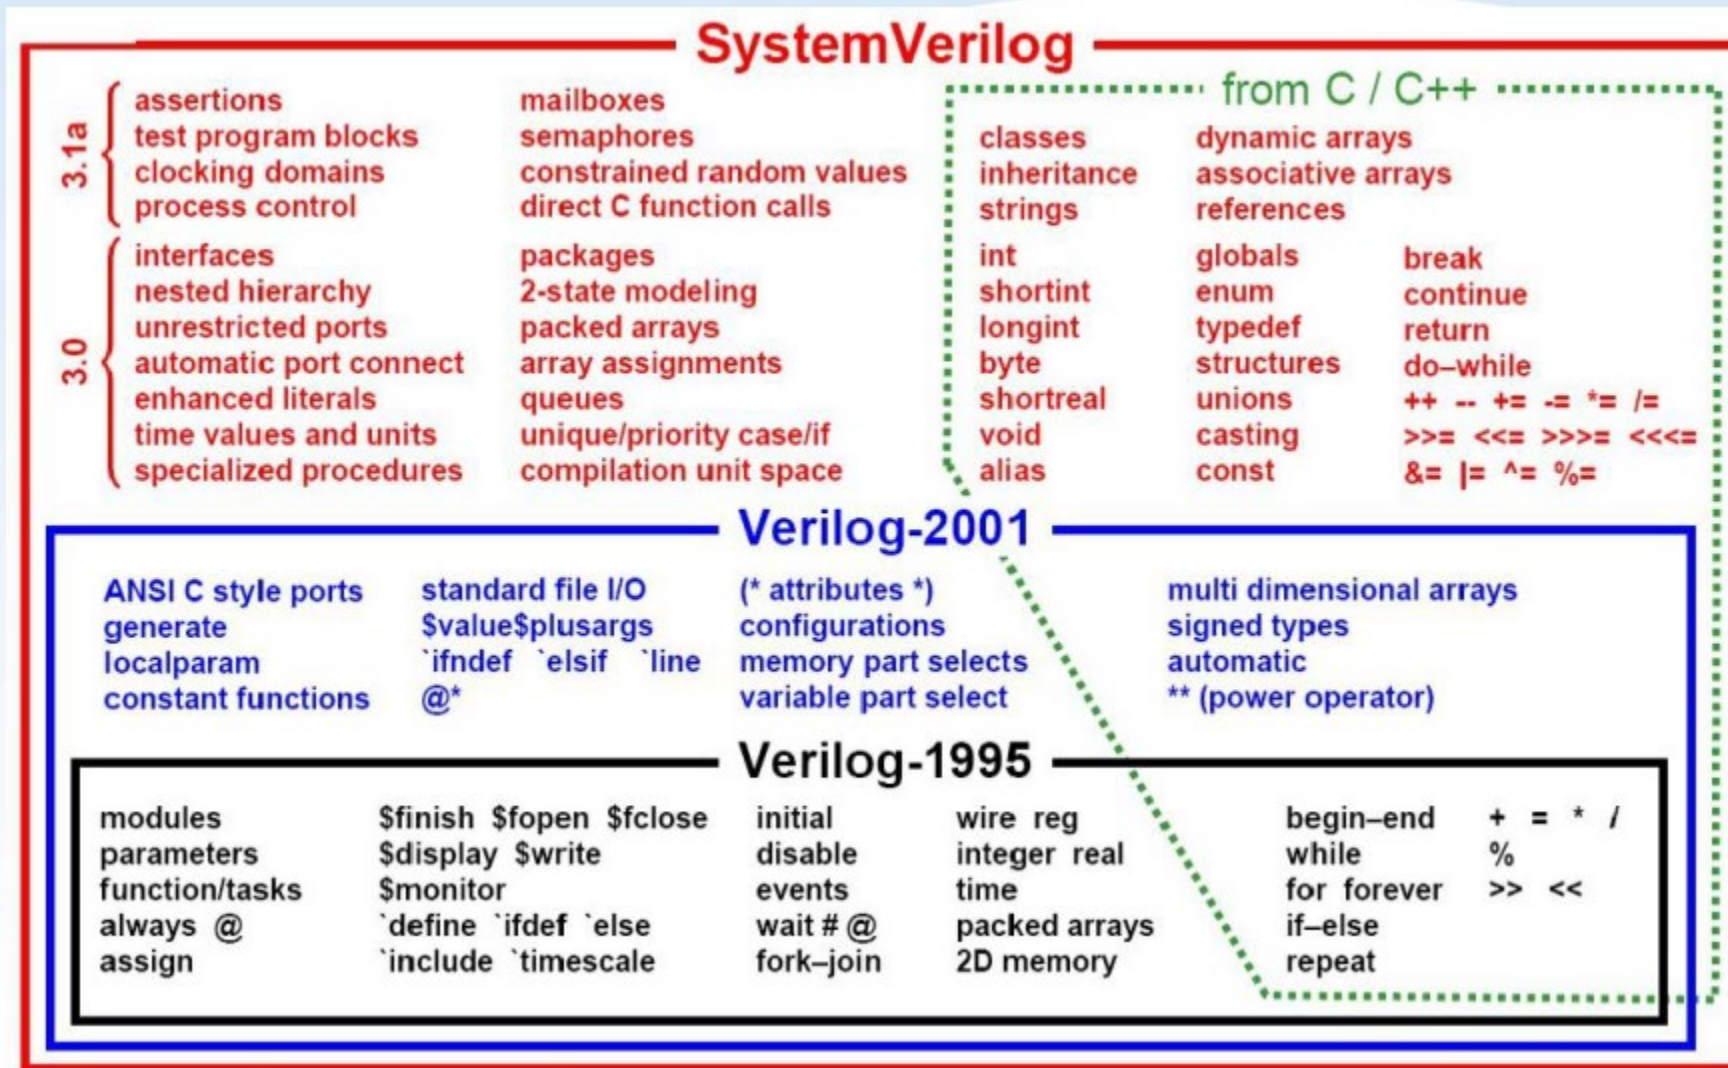 SystemVerilog
from C / C++
3.1a
assertions
test program blocks
clocking domains
process control
mailboxes
semaphores
constrained random values
direct C function calls
classes
inheritance
strings
dynamic arrays
associative arrays
references
3.0
interfaces
nested hierarchy
unrestricted ports
automatic port connect
enhanced literals
time values and units
specialized procedures
packages
2-state modeling
packed arrays
array assignments
queues
unique/priority case/if
compilation unit space
int
shortint
longint
byte
shortreal
void
alias
globals
enum
typedef
structures
unions
casting
const
break
continue
return
do–while
++ -- += -= *= /=
>>= <<= >>>= <<<=
&= |= ^= %=
Verilog-2001
ANSI C style ports
generate
localparam
constant functions
standard file I/O
$value$plusargs
`ifndef `elsif `line
@*
(* attributes *)
configurations
memory part selects
variable part select
multi dimensional arrays
signed types
automatic
** (power operator)
Verilog-1995
modules
parameters
function/tasks
always @
assign
$finish $fopen $fclose
$display $write
$monitor
`define `ifdef `else
`include `timescale
initial
disable
events
wait # @
fork–join
wire reg
integer real
time
packed arrays
2D memory
begin–end
while
for forever
if–else
repeat
+ = * /
%
>> <<